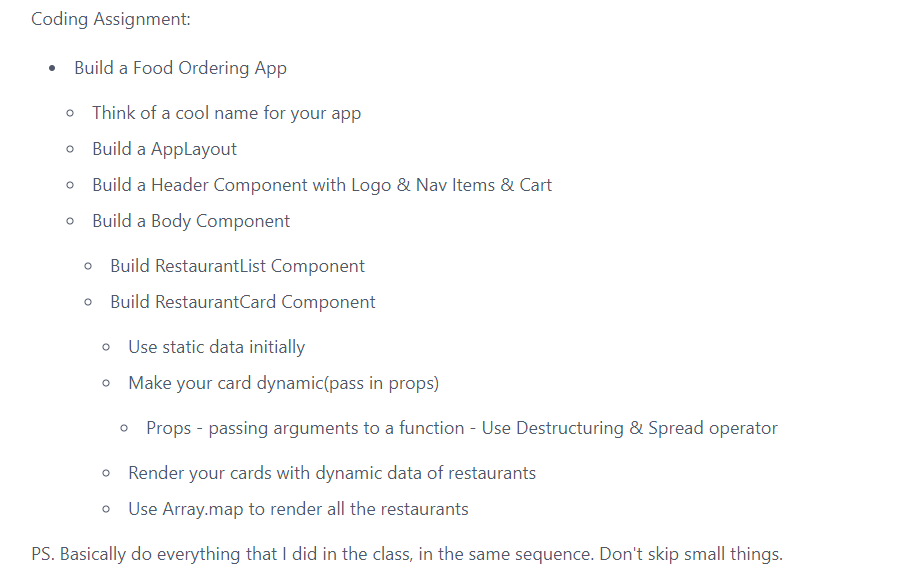 Coding Assignment:
Build a Food Ordering App
Think of a cool name for your app
Build a AppLayout
Build a Header Component with Logo & Nav Items & Cart
Build a Body Component
Build RestaurantList Component
Build RestaurantCard Component
Use static data initially
Make your card dynamic(pass in props)
Props - passing arguments to a function - Use Destructuring & Spread operator
Render your cards with dynamic data of restaurants
Use Array.map to render all the restaurants
PS. Basically do everything that I did in the class, in the same sequence. Don't skip small things.